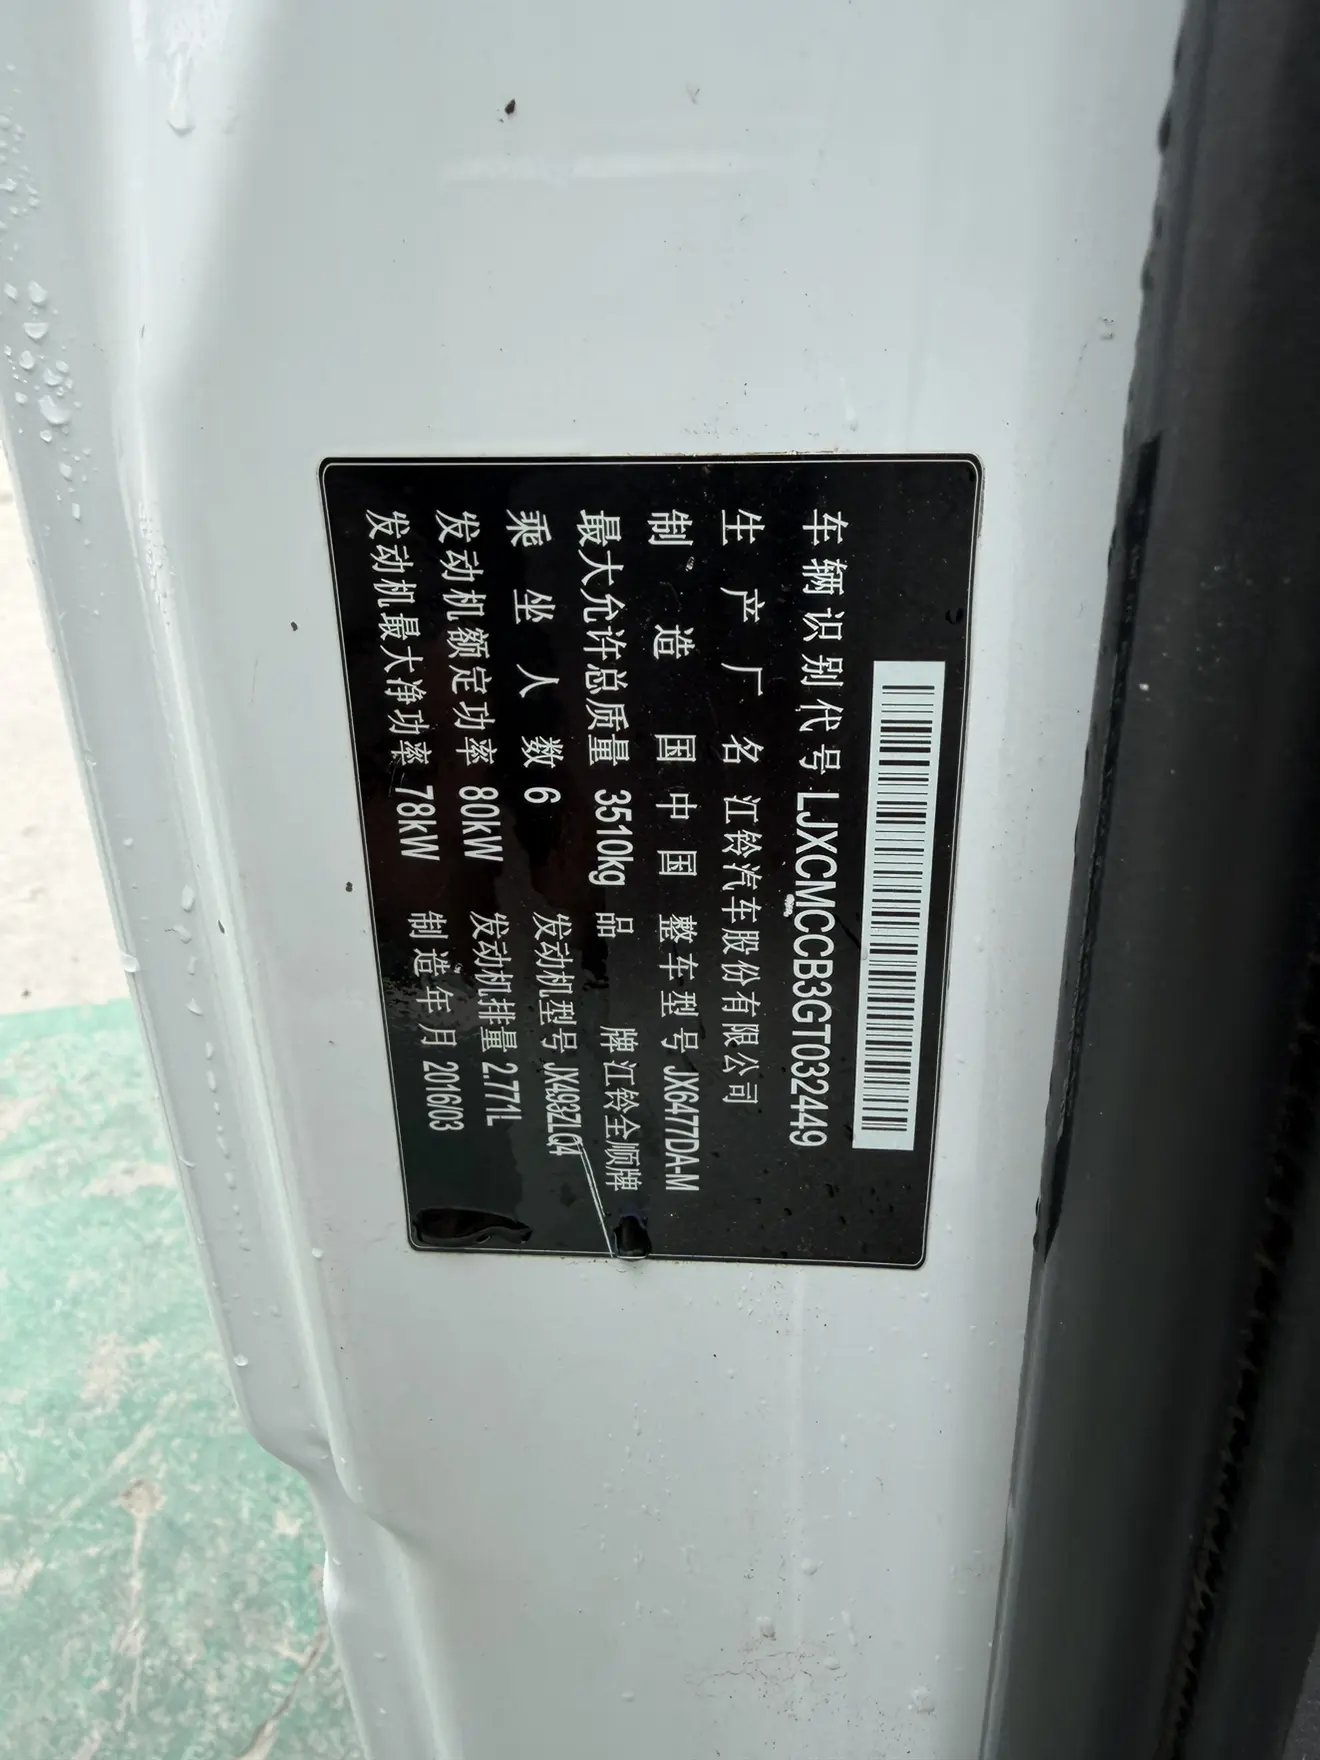 车辆识别代号 LJXCMCCB3GT032449
生产厂名 江铃汽车股份有限公司
制造国 中国 整车型号 JX6477DA-M
最大允许总质量 3510kg 品牌 江铃全顺牌
乘坐人数 6 发动机型号 JX493ZLQ4
发动机额定功率 80kW 发动机排量 2.771L
发动机最大净功率 78kW 制造年月 2016/03